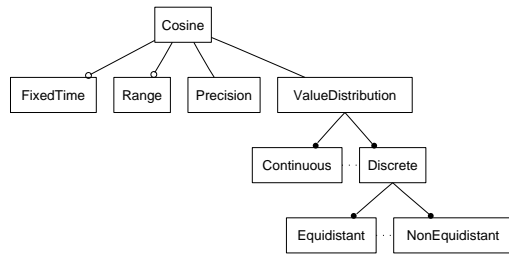 Cosine
FixedTime Range Precision ValueDistribution
Continuous Discrete
Equidistant NonEquidistant